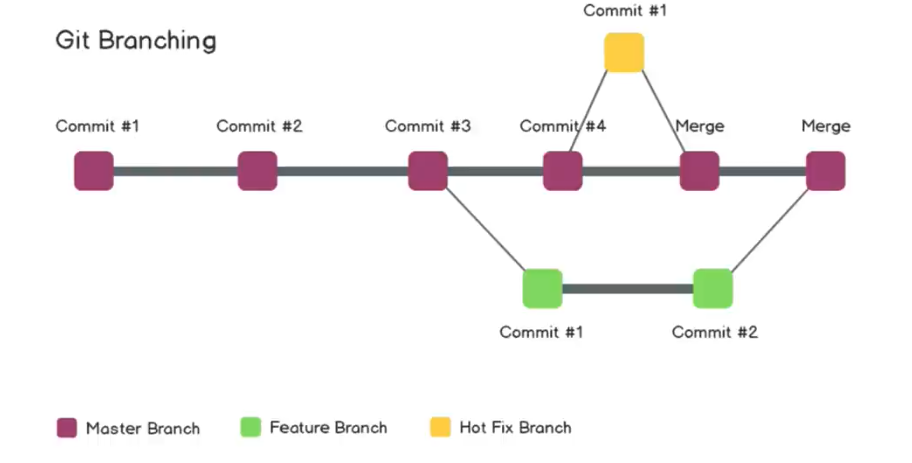 Commit #1
Git Branching
Commit #1
Commit #2
Commit #3
Commit #4
Merge
Merge
Commit #1
Commit #2
Master Branch
Feature Branch
Hot Fix Branch